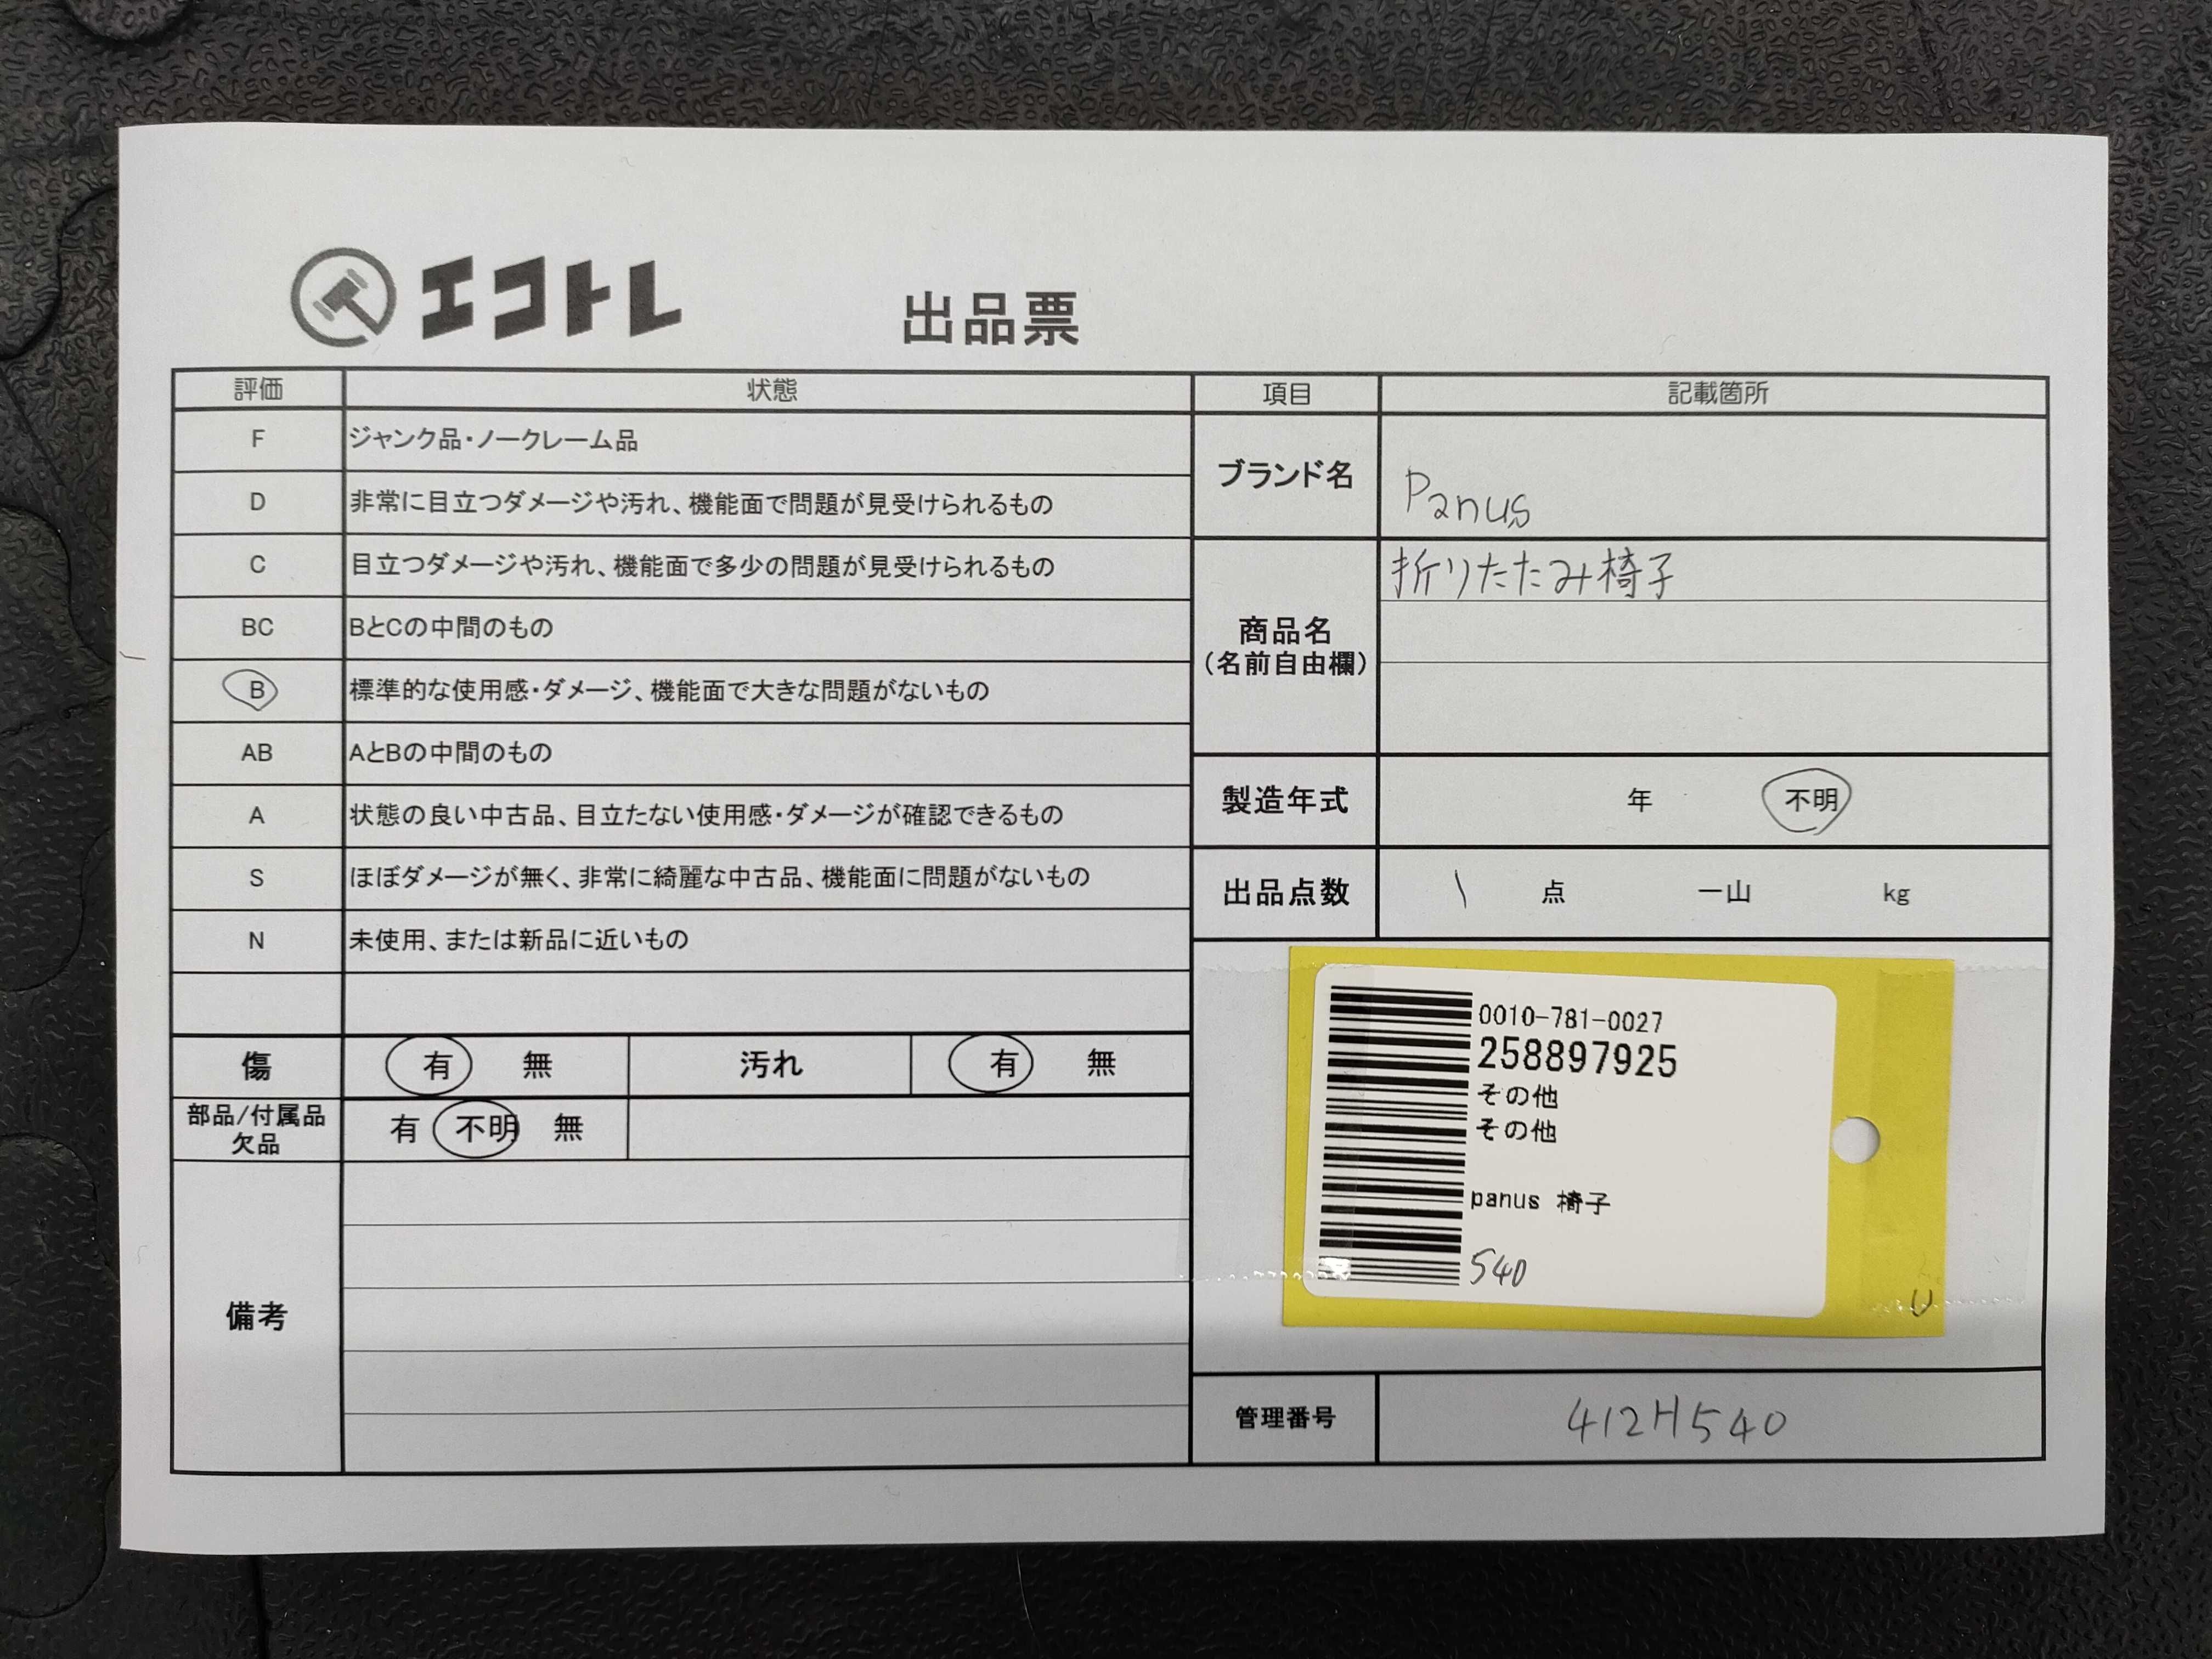 エコトレ
出品票
評価 状態
F ジャンク品・ノークレーム品
D 非常に目立つダメージや汚れ、機能面で問題が見受けられるもの
C 目立つダメージや汚れ、機能面で多少の問題が見受けられるもの
BC BとCの中間のもの
B 標準的な使用感・ダメージ、機能面で大きな問題がないもの
AB AとBの中間のもの
A 状態の良い中古品、目立たない使用感・ダメージが確認できるもの
S ほぼダメージが無く、非常に綺麗な中古品、機能面に問題がないもの
N 未使用、または新品に近いもの
傷 有 無 汚れ 有 無
部品/付属品
欠品
有 不明 無
備考
項目 記載箇所
ブランド名 Panus
商品名
(名前自由欄)
折りたたみ椅子
製造年式 年 不明
出品点数 1 点 一山 kg
0010-781-0027
258897925
その他
その他
panus 椅子
540
U
管理番号 412H540